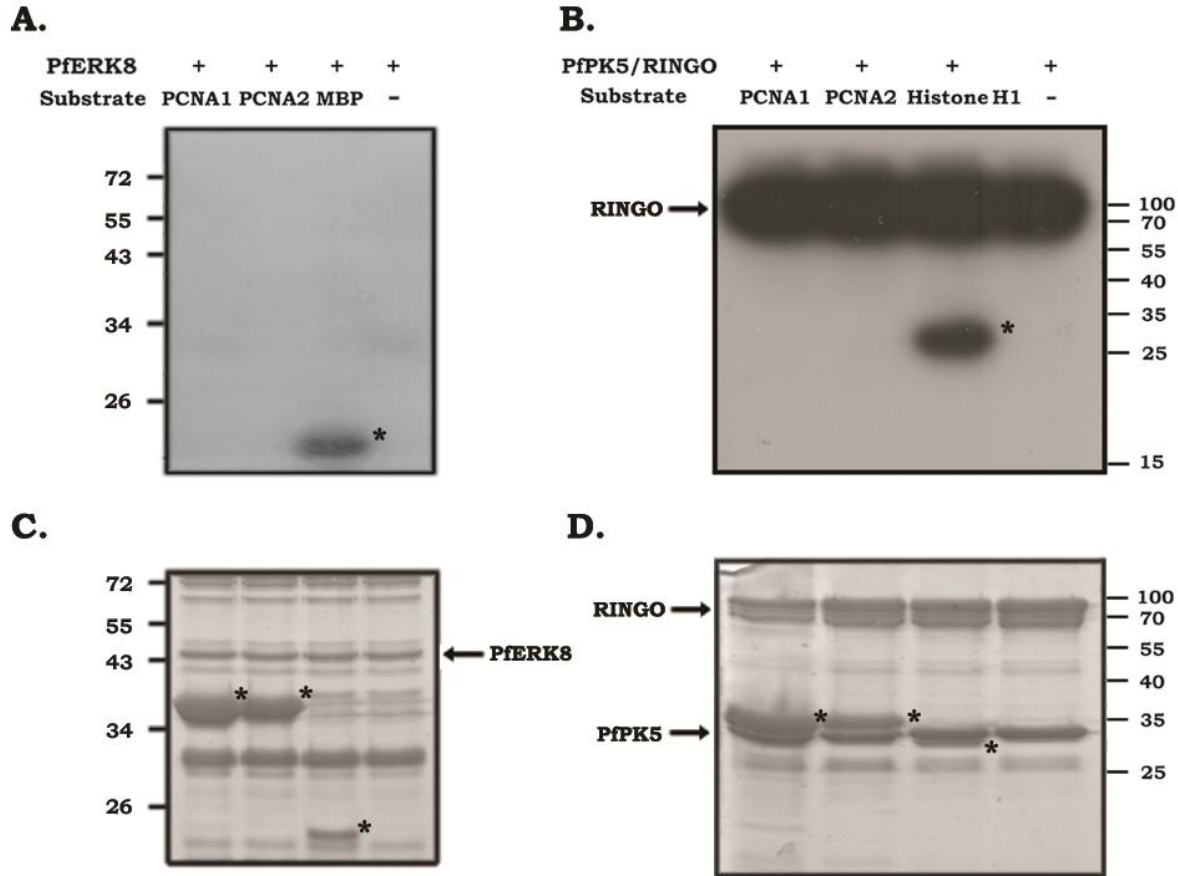 A.
PfERK8 + + + +
Substrate PCNA1 PCNA2 MBP -
72
55
43
34
26
*
B.
PfPK5/RINGO + + + +
Substrate PCNA1 PCNA2 Histone H1 -
RINGO
100
70
55
40
35
25
15
*
C.
72
55
43
34
26
PfERK8
* *
*
D.
RINGO
PfPK5
100
70
55
40
35
25
* *
*